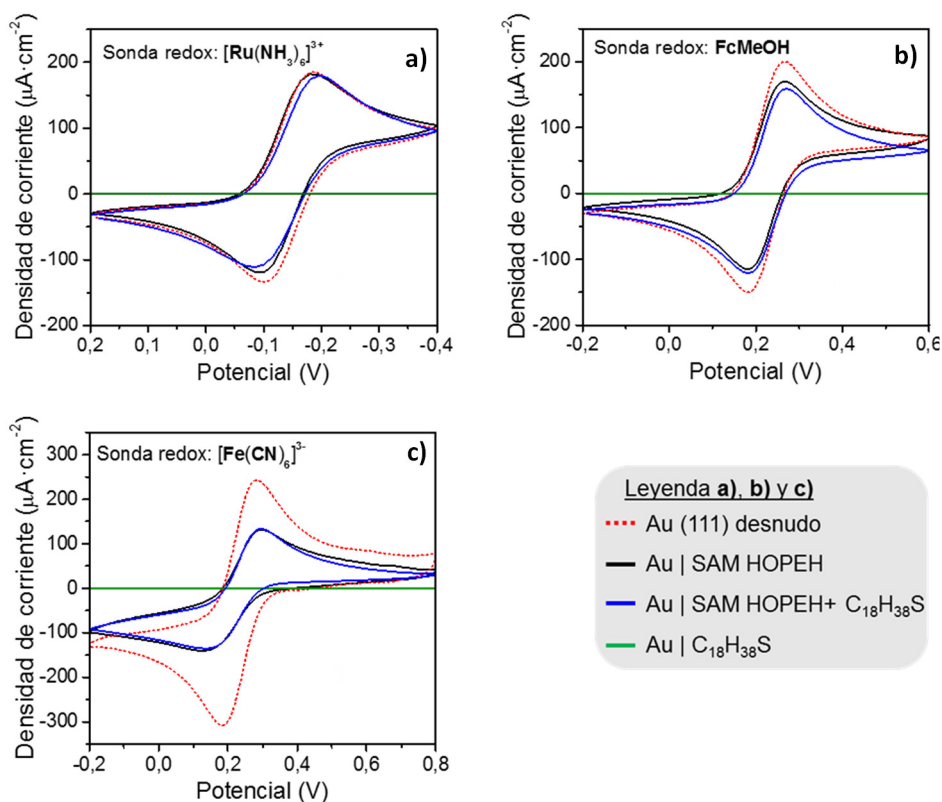 Sonda redox: [Ru(NH₃)₆]³⁺
a)
Densidad de corriente (µA·cm⁻²)
200
100
0
-100
-200
0,2
0,1
0,0
-0,1
-0,2
-0,3
-0,4
Potencial (V)
Sonda redox: FcMeOH
b)
Densidad de corriente (µA·cm⁻²)
200
100
0
-100
-200
-0,2
0,0
0,2
0,4
0,6
Potencial (V)
Sonda redox: [Fe(CN)₆]³⁻
c)
Densidad de corriente (µA·cm⁻²)
300
200
100
0
-100
-200
-300
-0,2
0,0
0,2
0,4
0,6
0,8
Potencial (V)
Leyenda a), b) y c)
Au (111) desnudo
Au | SAM HOPEH
Au | SAM HOPEH+ C₁₈H₃₈S
Au | C₁₈H₃₈S